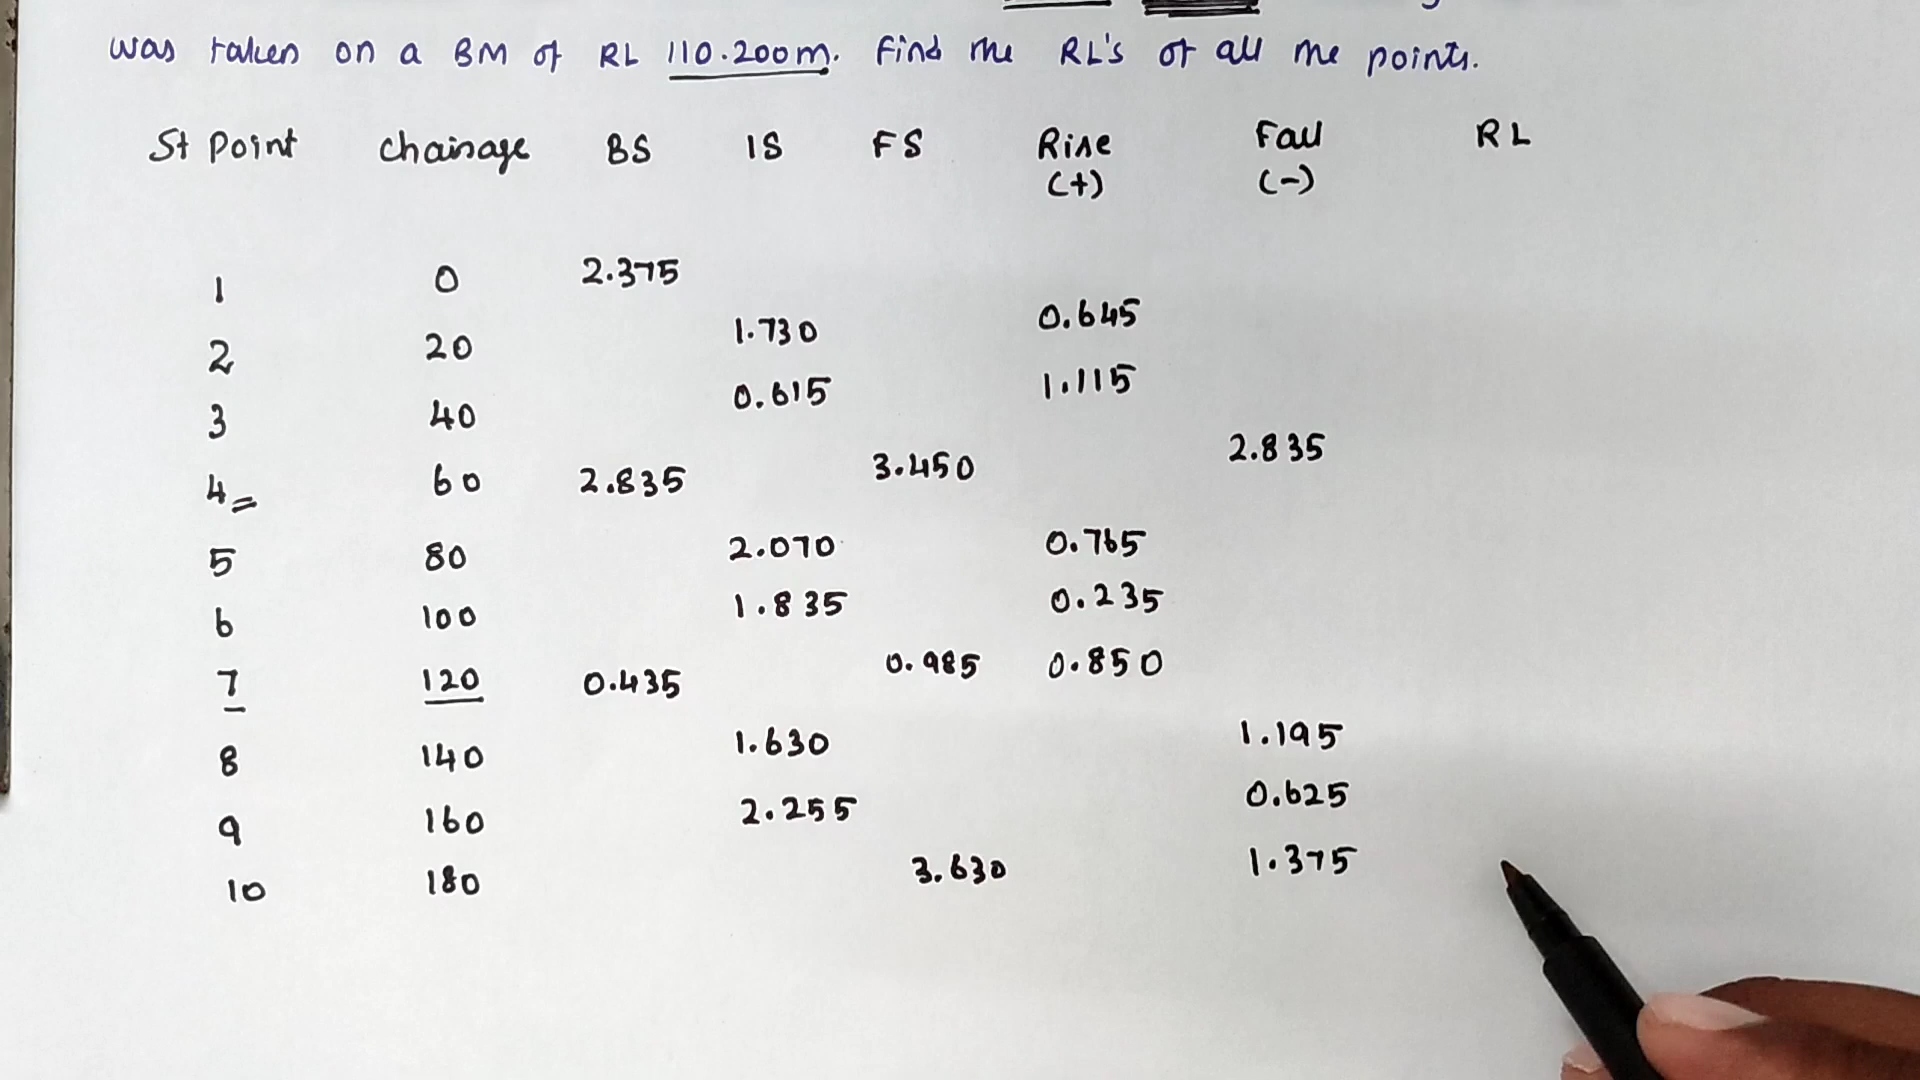 was taken on a BM of RL 110.200m. Find the RL's of all the points.
St Point chainage BS IS FS Rise Fall RL
(+) (-)
1 0 2.375
2 20 1.730 0.645
3 40 0.615 1.115
4 60 2.835 3.450 2.835
5 80 2.070 0.765
6 100 1.835 0.235
7 120 0.435 0.985 0.850
8 140 1.630 1.195
9 160 2.255 0.625
10 180 3.630 1.375